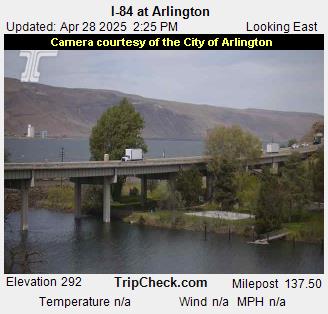 I-84 at Arlington
Updated: Apr 28 2025 2:25 PM Looking East
Camera courtesy of the City of Arlington
Elevation 292 TripCheck.com Milepost 137.50
Temperature n/a Wind n/a MPH n/a